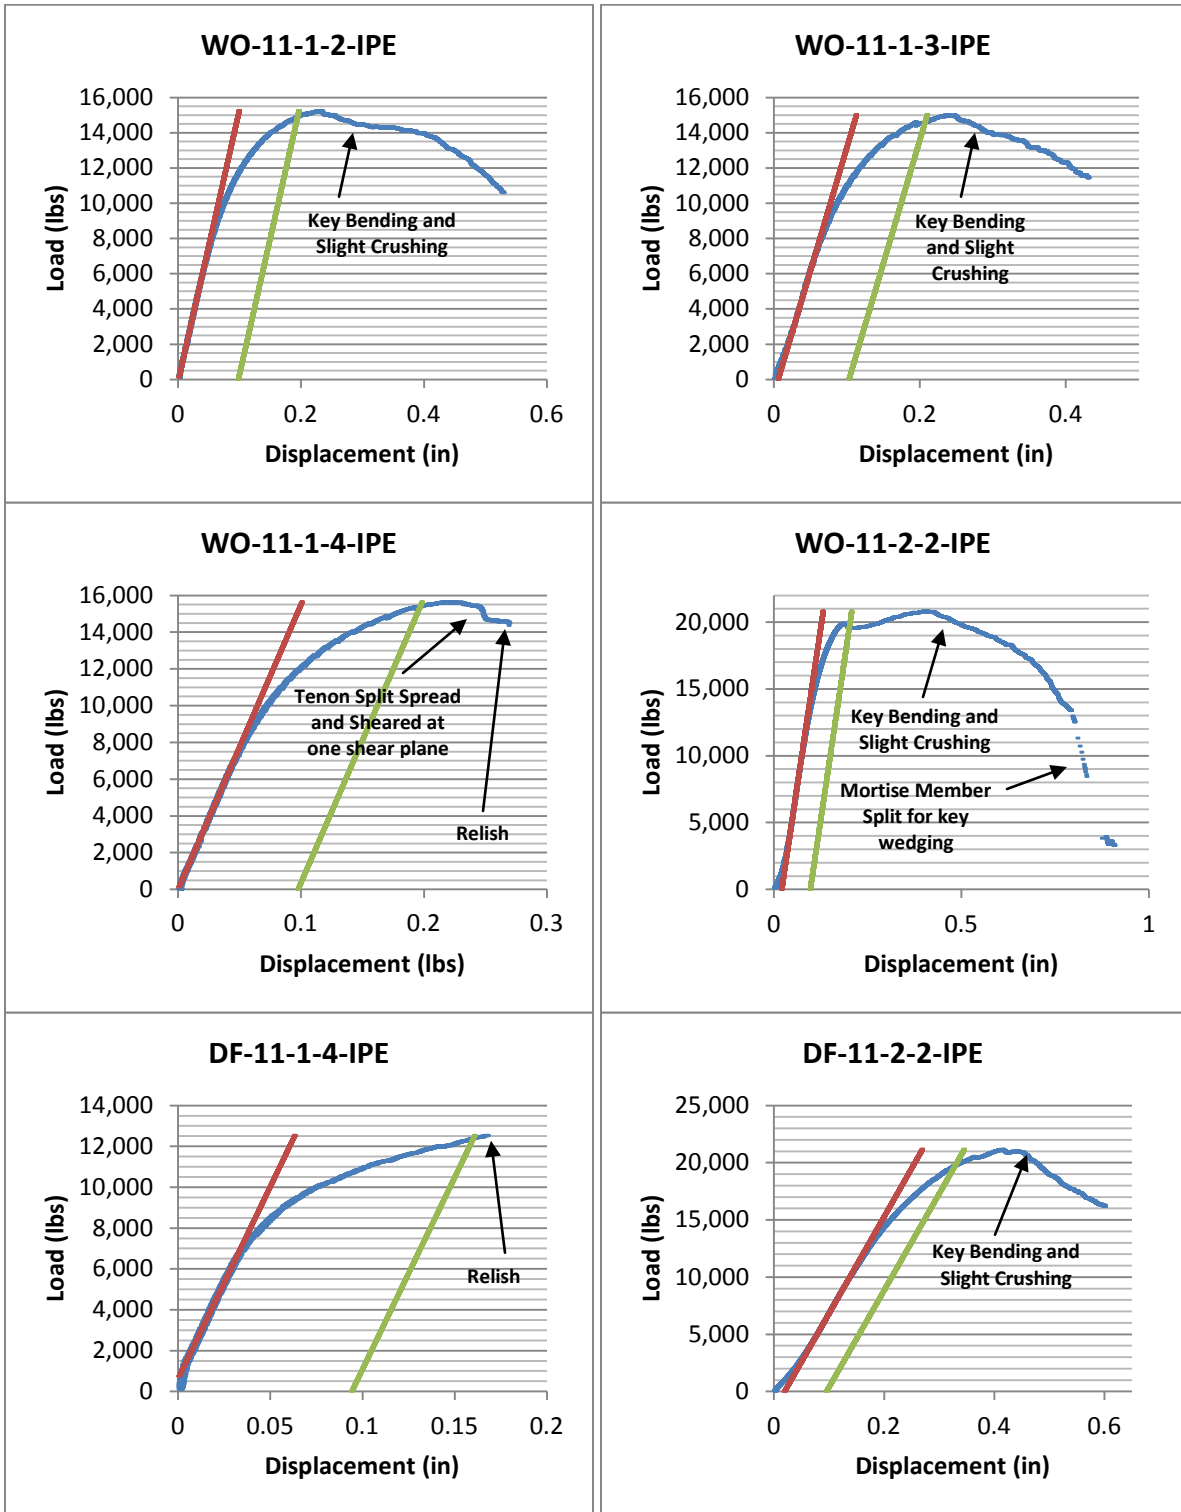 WO-11-1-2-IPE
16,000
14,000
12,000
10,000
8,000
6,000
4,000
2,000
0
Load (lbs)
Key Bending and
Slight Crushing
0 0.2 0.4 0.6
Displacement (in)
WO-11-1-3-IPE
16,000
14,000
12,000
10,000
8,000
6,000
4,000
2,000
0
Load (lbs)
Key Bending
and Slight
Crushing
0 0.2 0.4
Displacement (in)
WO-11-1-4-IPE
16,000
14,000
12,000
10,000
8,000
6,000
4,000
2,000
0
Load (lbs)
Tenon Split Spread
and Sheared at
one shear plane
Relish
0 0.1 0.2 0.3
Displacement (lbs)
WO-11-2-2-IPE
20,000
15,000
10,000
5,000
0
Load (lbs)
Key Bending and
Slight Crushing
Mortise Member
Split for key
wedging
0 0.5 1
Displacement (in)
DF-11-1-4-IPE
14,000
12,000
10,000
8,000
6,000
4,000
2,000
0
Load (lbs)
Relish
0 0.05 0.1 0.15 0.2
Displacement (in)
DF-11-2-2-IPE
25,000
20,000
15,000
10,000
5,000
0
Load (lbs)
Key Bending and
Slight Crushing
0 0.2 0.4 0.6
Displacement (in)